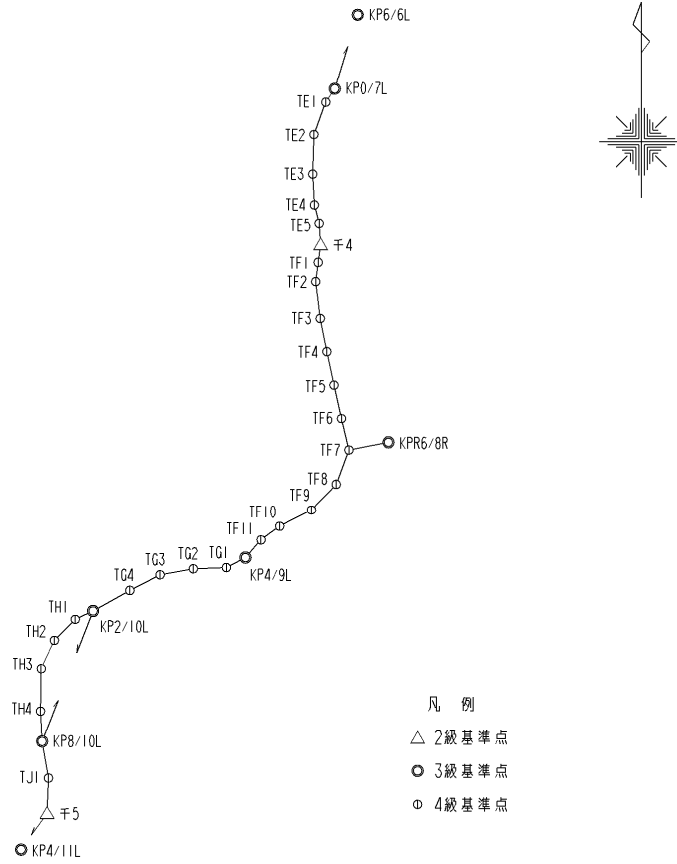 KP6/6L
KP0/7L
TE1
TE2
TE3
TE4
TE5
千4
TF1
TF2
TF3
TF4
TF5
TF6
KPR6/8R
TF7
TF8
TF9
TF10
TF11
TG1
TG2
TG3
TG4
KP4/9L
TH1
KP2/10L
TH2
TH3
TH4
KP8/10L
TJ1
千5
KP4/11L
凡 例
2級基準点
3級基準点
4級基準点